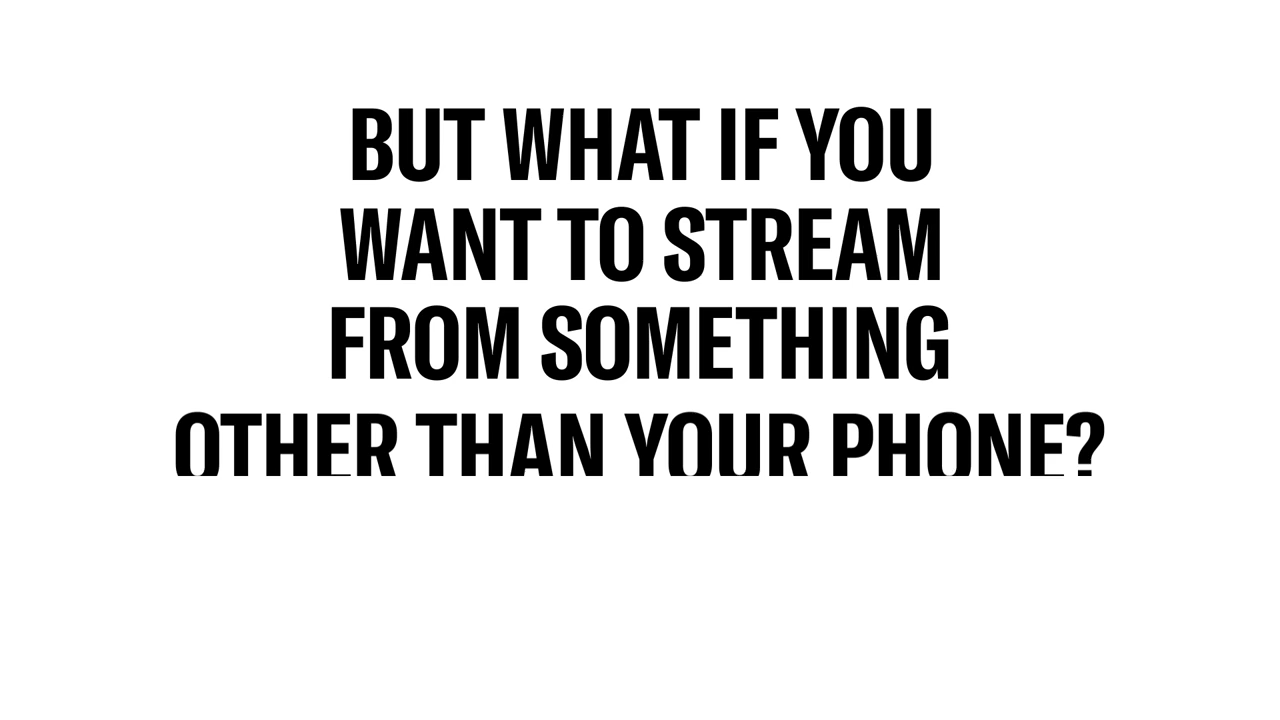 BUT WHAT IF YOU
WANT TO STREAM
FROM SOMETHING
OTHER THAN YOUR PHONE?